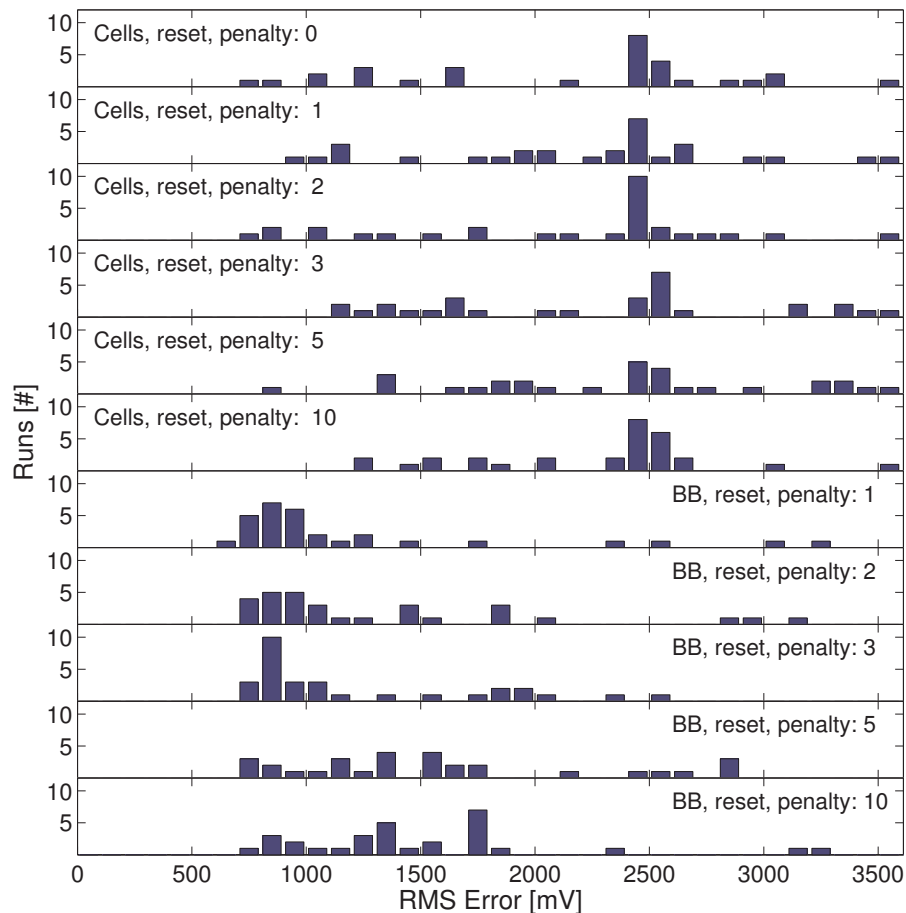 10
5
Cells, reset, penalty: 0
10
5
Cells, reset, penalty: 1
10
5
Cells, reset, penalty: 2
10
5
Cells, reset, penalty: 3
10
5
Cells, reset, penalty: 5
10
5
Cells, reset, penalty: 10
Runs [#]
10
5
BB, reset, penalty: 1
10
5
BB, reset, penalty: 2
10
5
BB, reset, penalty: 3
10
5
BB, reset, penalty: 5
10
5
BB, reset, penalty: 10
0 500 1000 1500 2000 2500 3000 3500
RMS Error [mV]